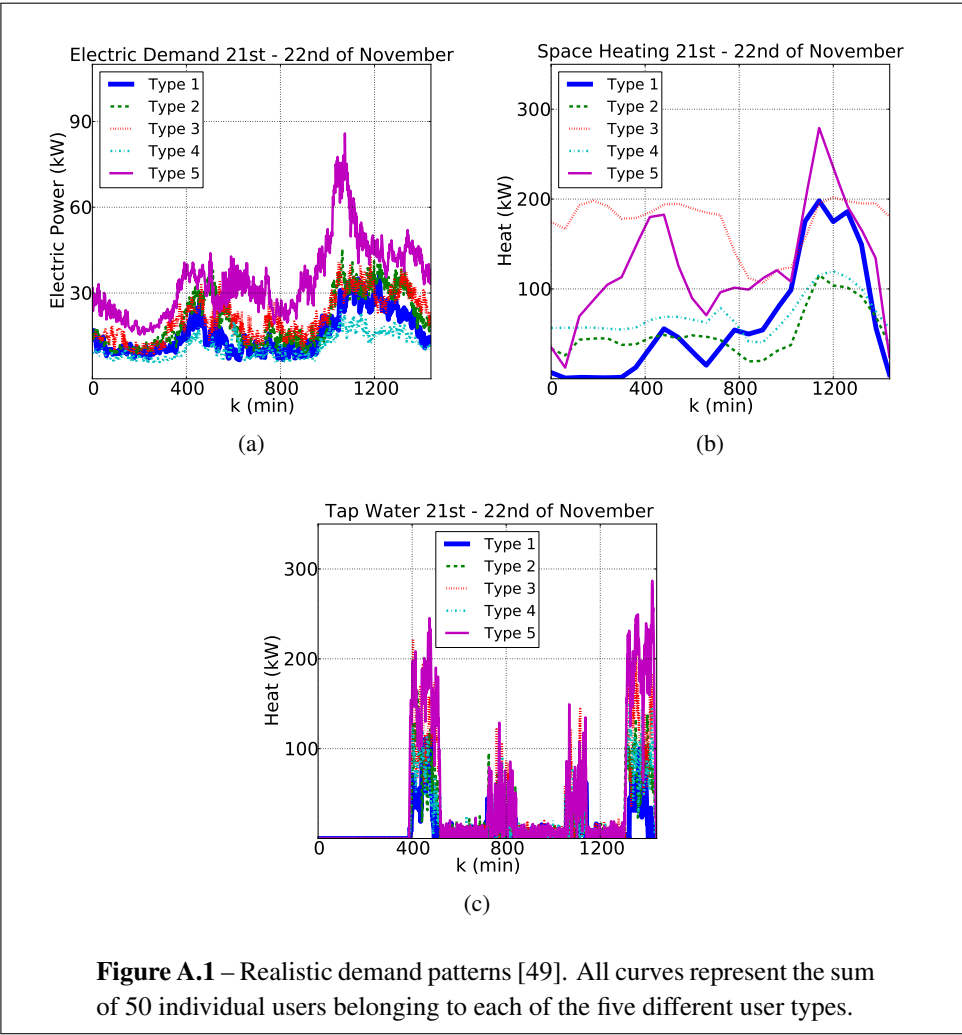 Electric Demand 21st - 22nd of November
Type 1
Type 2
Type 3
Type 4
Type 5
90
60
30
Electric Power (kW)
0 400 800 1200
k (min)
(a)
Space Heating 21st - 22nd of November
Type 1
Type 2
Type 3
Type 4
Type 5
300
200
100
Heat (kW)
0 400 800 1200
k (min)
(b)
Tap Water 21st - 22nd of November
Type 1
Type 2
Type 3
Type 4
Type 5
300
200
100
Heat (kW)
0 400 800 1200
k (min)
(c)
Figure A.1 – Realistic demand patterns [49]. All curves represent the sum
of 50 individual users belonging to each of the five different user types.